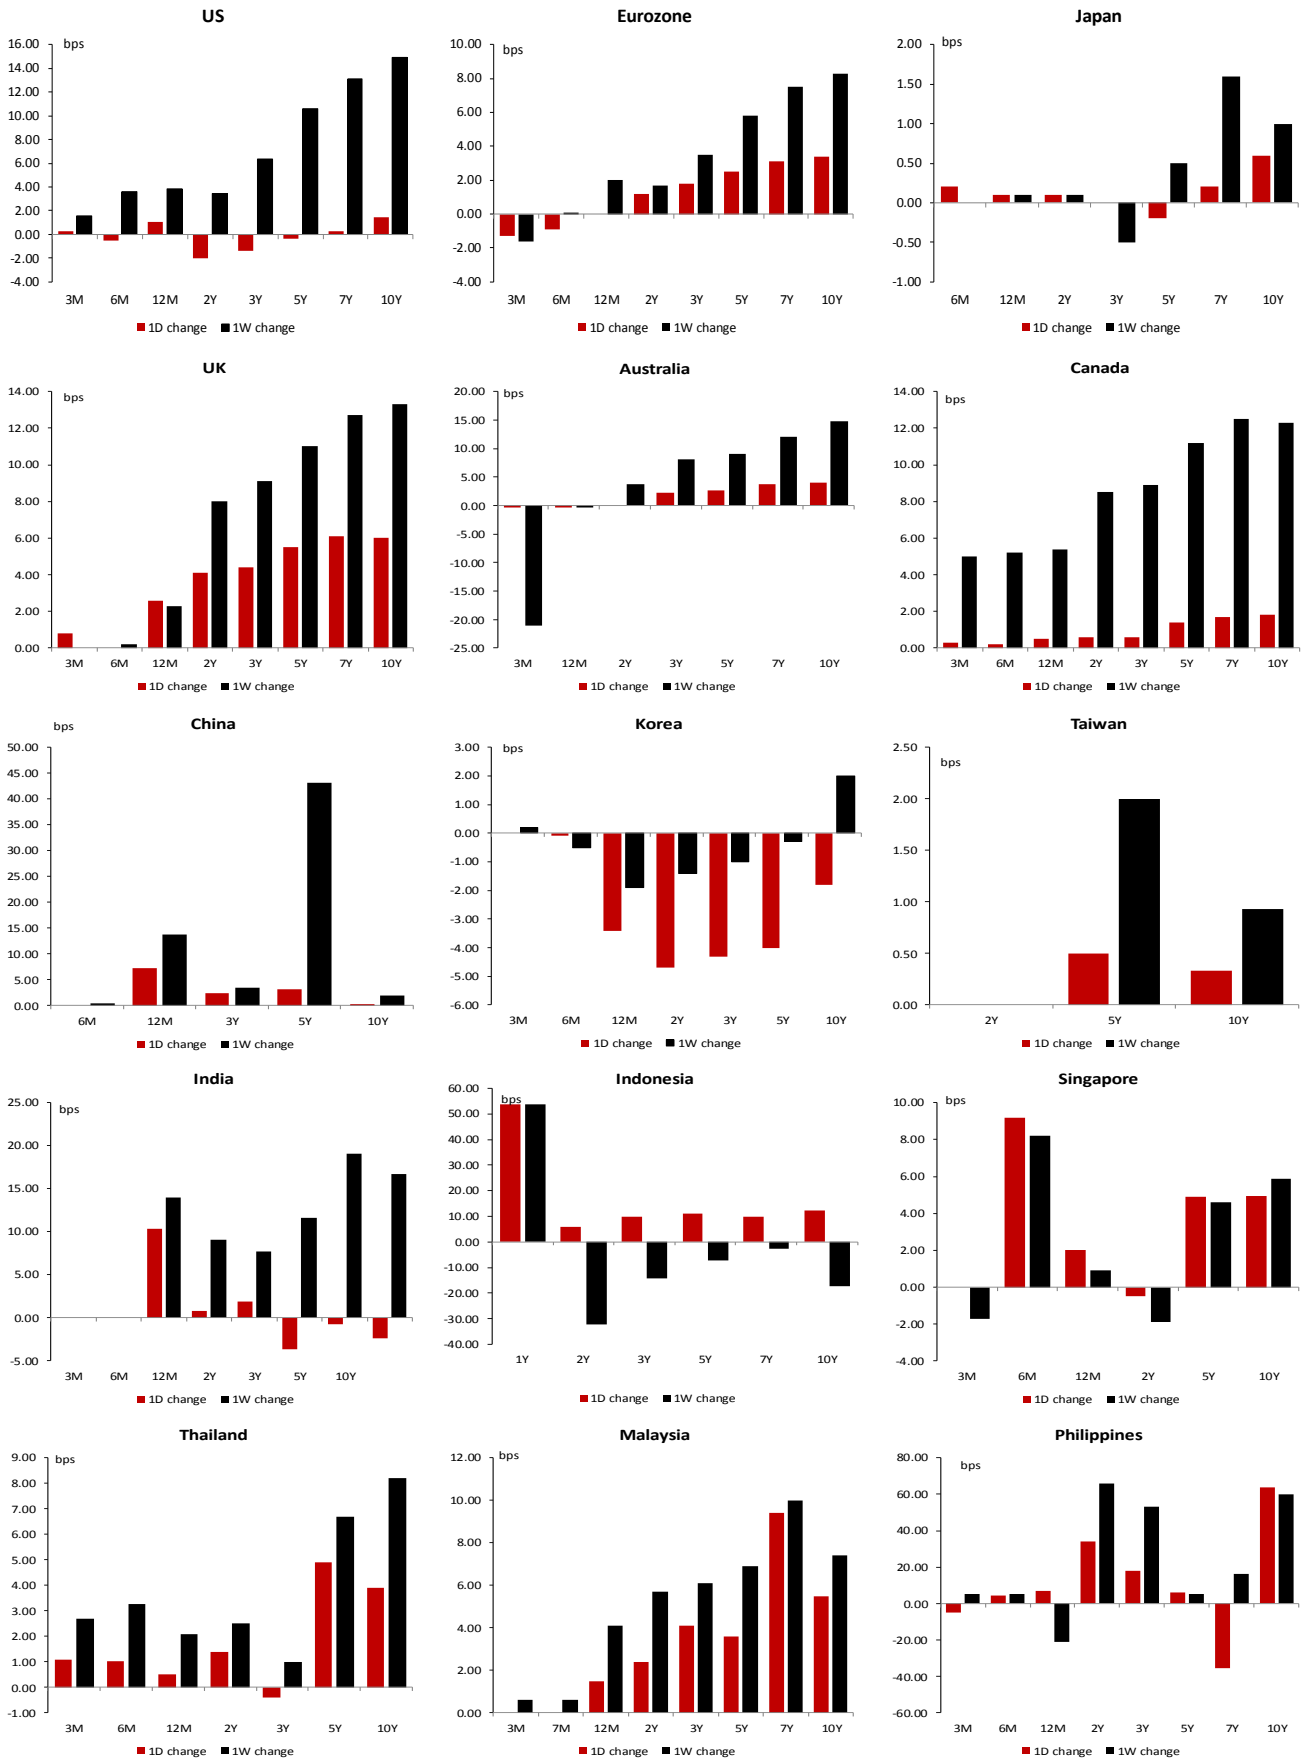 US
bps
16.00
14.00
12.00
10.00
8.00
6.00
4.00
2.00
0.00
-2.00
-4.00
3M 6M 12M 2Y 3Y 5Y 7Y 10Y
1D change 1W change
Eurozone
bps
10.00
8.00
6.00
4.00
2.00
0.00
-2.00
-4.00
3M 6M 12M 2Y 3Y 5Y 7Y 10Y
1D change 1W change
Japan
bps
2.00
1.50
1.00
0.50
0.00
-0.50
-1.00
6M 12M 2Y 3Y 5Y 7Y 10Y
1D change 1W change
UK
bps
14.00
12.00
10.00
8.00
6.00
4.00
2.00
0.00
3M 6M 12M 2Y 3Y 5Y 7Y 10Y
1D change 1W change
Australia
bps
20.00
15.00
10.00
5.00
0.00
-5.00
-10.00
-15.00
-20.00
-25.00
3M 12M 2Y 3Y 5Y 7Y 10Y
1D change 1W change
Canada
bps
14.00
12.00
10.00
8.00
6.00
4.00
2.00
0.00
3M 6M 12M 2Y 3Y 5Y 7Y 10Y
1D change 1W change
China
bps
50.00
45.00
40.00
35.00
30.00
25.00
20.00
15.00
10.00
5.00
0.00
6M 12M 3Y 5Y 10Y
1D change 1W change
Korea
bps
3.00
2.00
1.00
0.00
-1.00
-2.00
-3.00
-4.00
-5.00
-6.00
3M 6M 12M 2Y 3Y 5Y 10Y
1D change 1W change
Taiwan
bps
2.50
2.00
1.50
1.00
0.50
0.00
2Y 5Y 10Y
1D change 1W change
India
bps
25.00
20.00
15.00
10.00
5.00
0.00
-5.00
3M 6M 12M 2Y 3Y 5Y 10Y
1D change 1W change
Indonesia
bps
60.00
50.00
40.00
30.00
20.00
10.00
0.00
-10.00
-20.00
-30.00
-40.00
1Y 2Y 3Y 5Y 7Y 10Y
1D change 1W change
Singapore
bps
10.00
8.00
6.00
4.00
2.00
0.00
-2.00
-4.00
3M 6M 12M 2Y 5Y 10Y
1D change 1W change
Thailand
bps
9.00
8.00
7.00
6.00
5.00
4.00
3.00
2.00
1.00
0.00
-1.00
3M 6M 12M 2Y 3Y 5Y 10Y
1D change 1W change
Malaysia
bps
12.00
10.00
8.00
6.00
4.00
2.00
0.00
3M 7M 12M 2Y 3Y 5Y 7Y 10Y
1D change 1W change
Philippines
bps
80.00
60.00
40.00
20.00
0.00
-20.00
-40.00
-60.00
3M 6M 12M 2Y 3Y 5Y 7Y 10Y
1D change 1W change